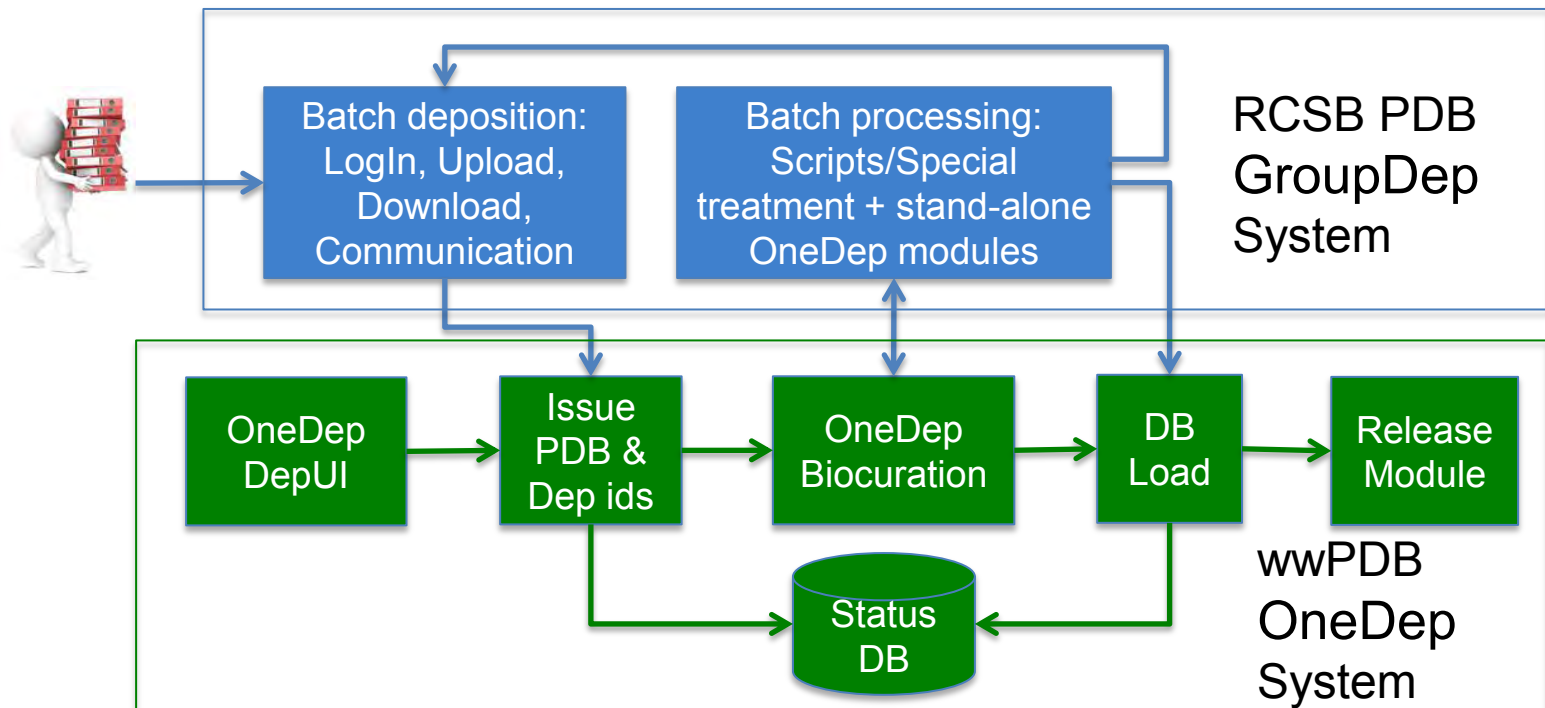 Batch deposition:
LogIn, Upload,
Download,
Communication
Batch processing:
Scripts/Special
treatment + stand-alone
OneDep modules
RCSB PDB
GroupDep
System
OneDep
DepUI
Issue
PDB &
Dep ids
OneDep
Biocuration
DB
Load
Release
Module
Status
DB
wwPDB
OneDep
System